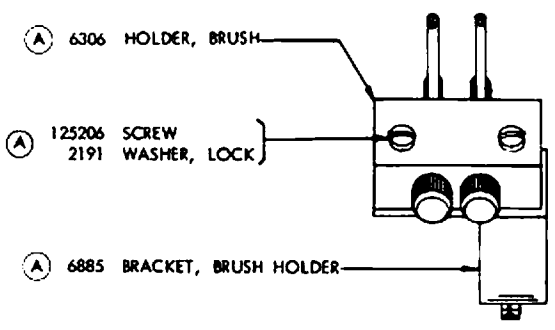 A 6306 HOLDER, BRUSH
A 125206 SCREW
2191 WASHER, LOCK
A 6885 BRACKET, BRUSH HOLDER